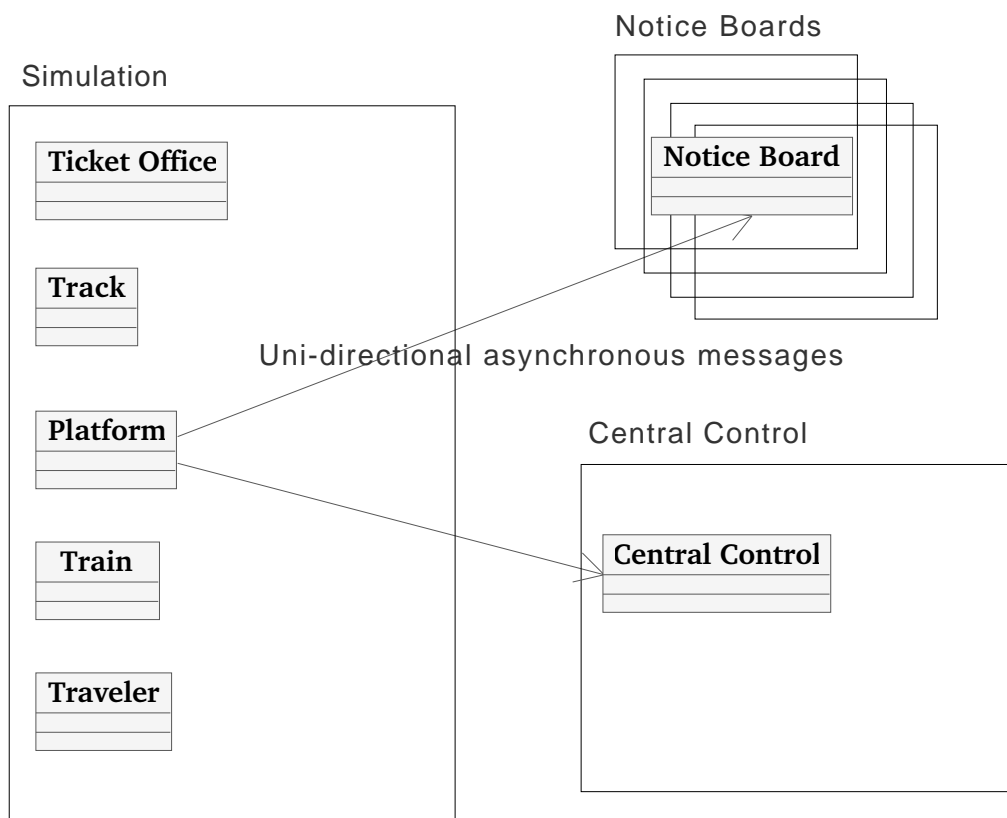 Notice Boards
Simulation
Ticket Office
Notice Board
Track
Uni-directional asynchronous messages
Platform
Central Control
Train
Central Control
Traveler